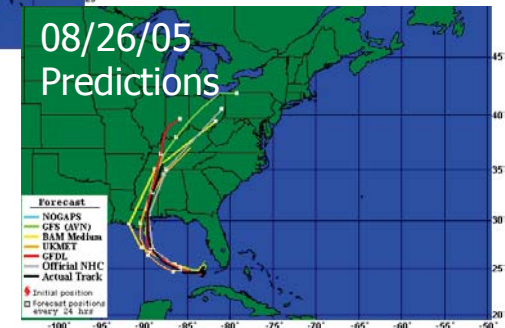 08/26/05
Predictions
Forecast
NOGAPS
GFS (AVN)
BAM Medium
UKMET
GFDL
Official NHC
Actual Track
Initial position
Forecast positions
every 24 hrs
45°
40°
35°
30°
25°
20°
-100° -95° -90° -85° -80° -75° -70° -65° -60° -55° -50°